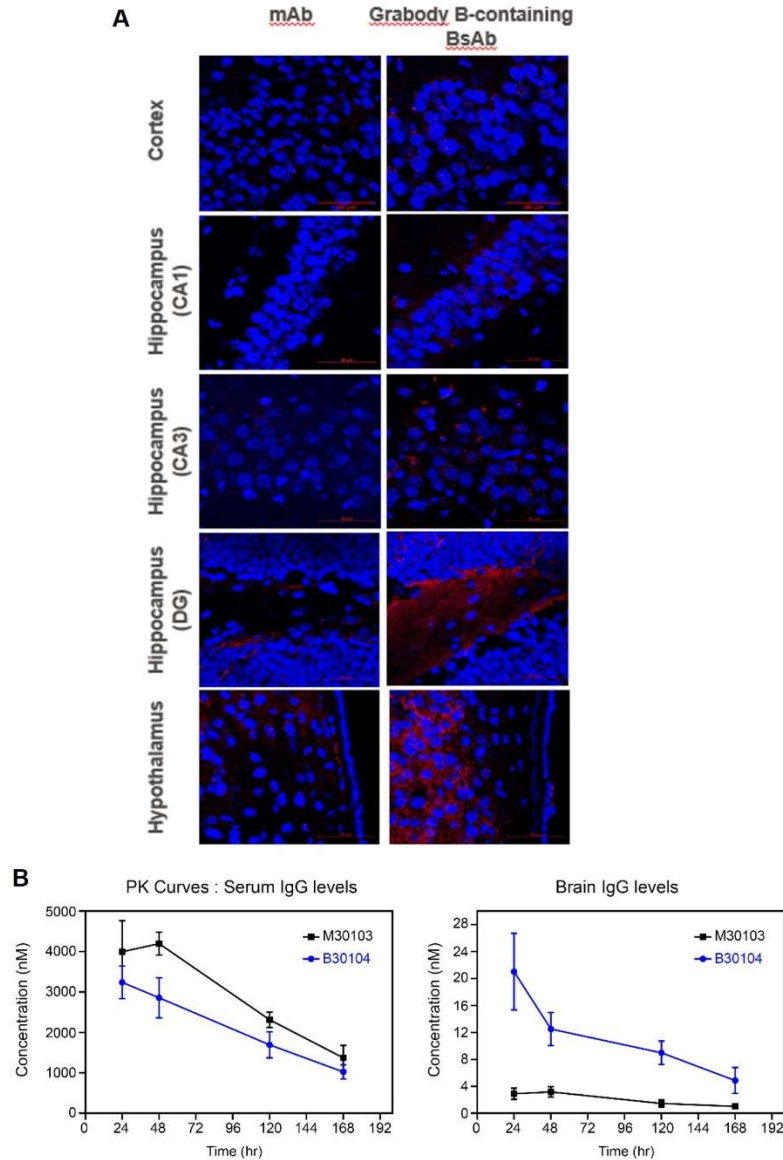 A
mAb
Grabody B-containing
BsAb
Cortex
Hippocampus
(CA1)
Hippocampus
(CA3)
Hippocampus
(DG)
Hypothalamus
B
PK Curves : Serum IgG levels
Concentration (nM)
5000
4000
3000
2000
1000
0
M30103
B30104
0 24 48 72 96 120 144 168 192
Time (hr)
Brain IgG levels
Concentration (nM)
28
24
20
16
12
8
4
0
M30103
B30104
0 24 48 72 96 120 144 168 192
Time (hr)